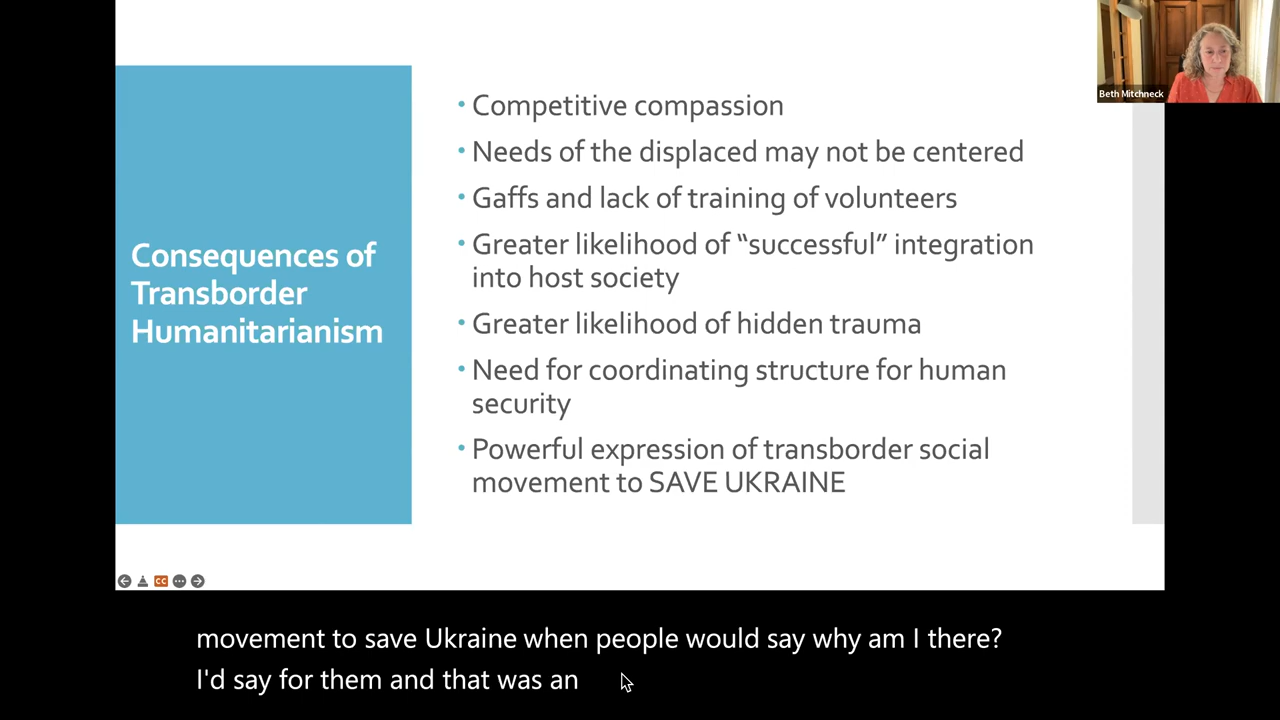 Beth Mitchneck
Consequences of
Transborder
Humanitarianism
• Competitive compassion
• Needs of the displaced may not be centered
• Gaffs and lack of training of volunteers
• Greater likelihood of “successful” integration
into host society
• Greater likelihood of hidden trauma
• Need for coordinating structure for human
security
• Powerful expression of transborder social
movement to SAVE UKRAINE
CC
movement to save Ukraine when people would say why am I there?
I'd say for them and that was an